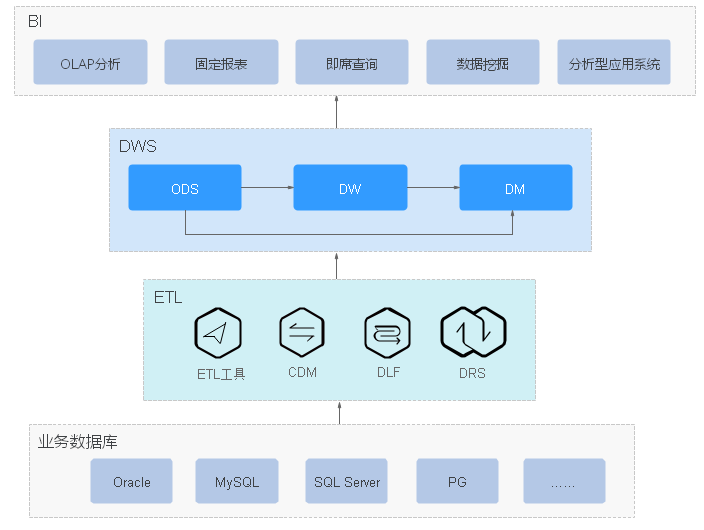 BI
OLAP分析 固定报表 即席查询 数据挖掘 分析型应用系统
DWS
ODS DW DM
ETL
ETL工具 CDM DLF DRS
业务数据库
Oracle MySQL SQL Server PG ……